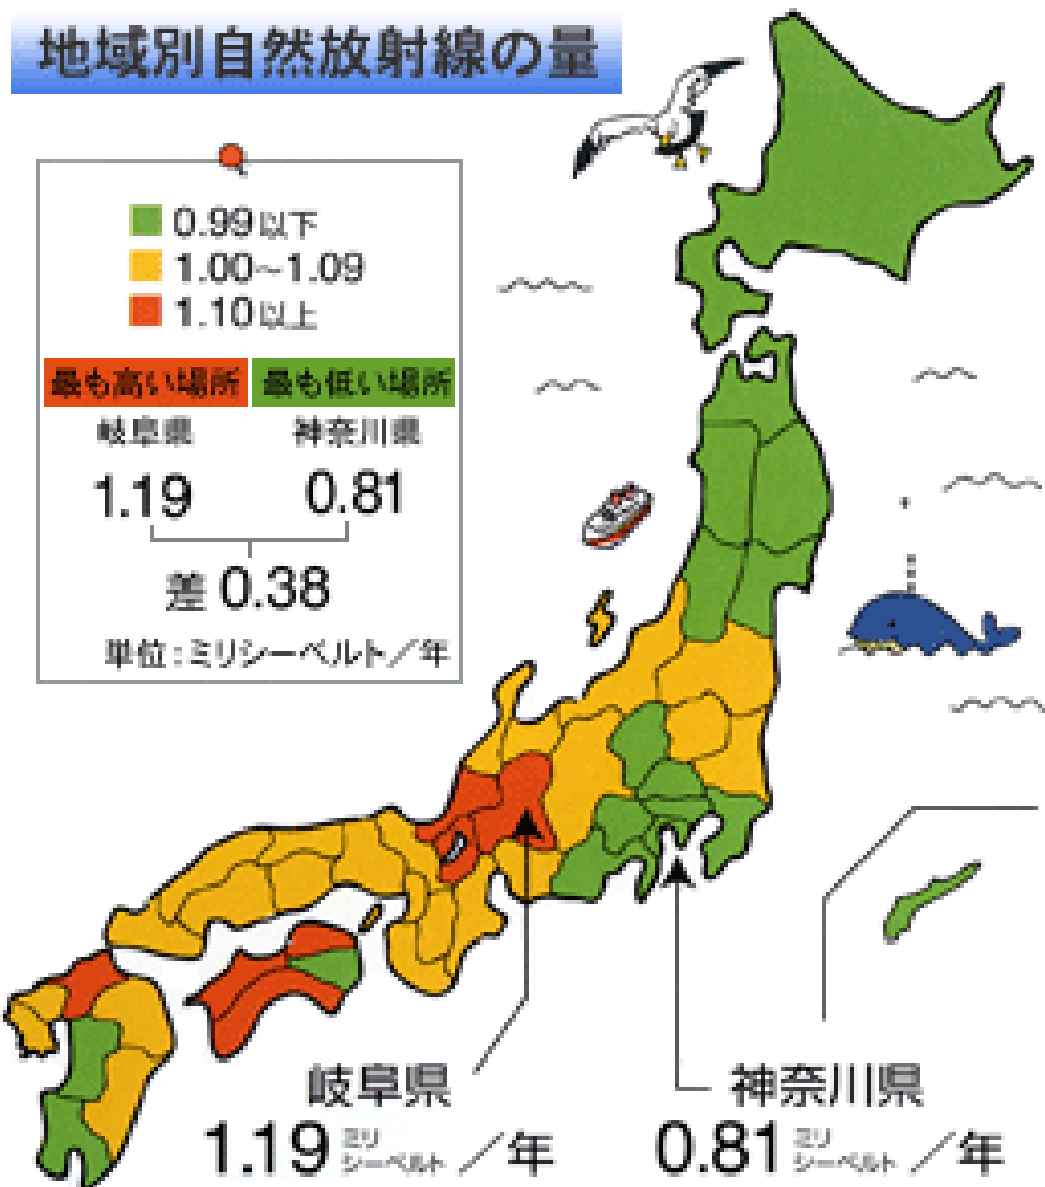 地域別自然放射線の量
0.99以下
1.00～1.09
1.10以上
最も高い場所 最も低い場所
岐阜県 神奈川県
1.19 0.81
差 0.38
単位:ミリシーベルト／年
岐阜県
1.19 ミリシーベルト ／年
神奈川県
0.81 ミリシーベルト ／年